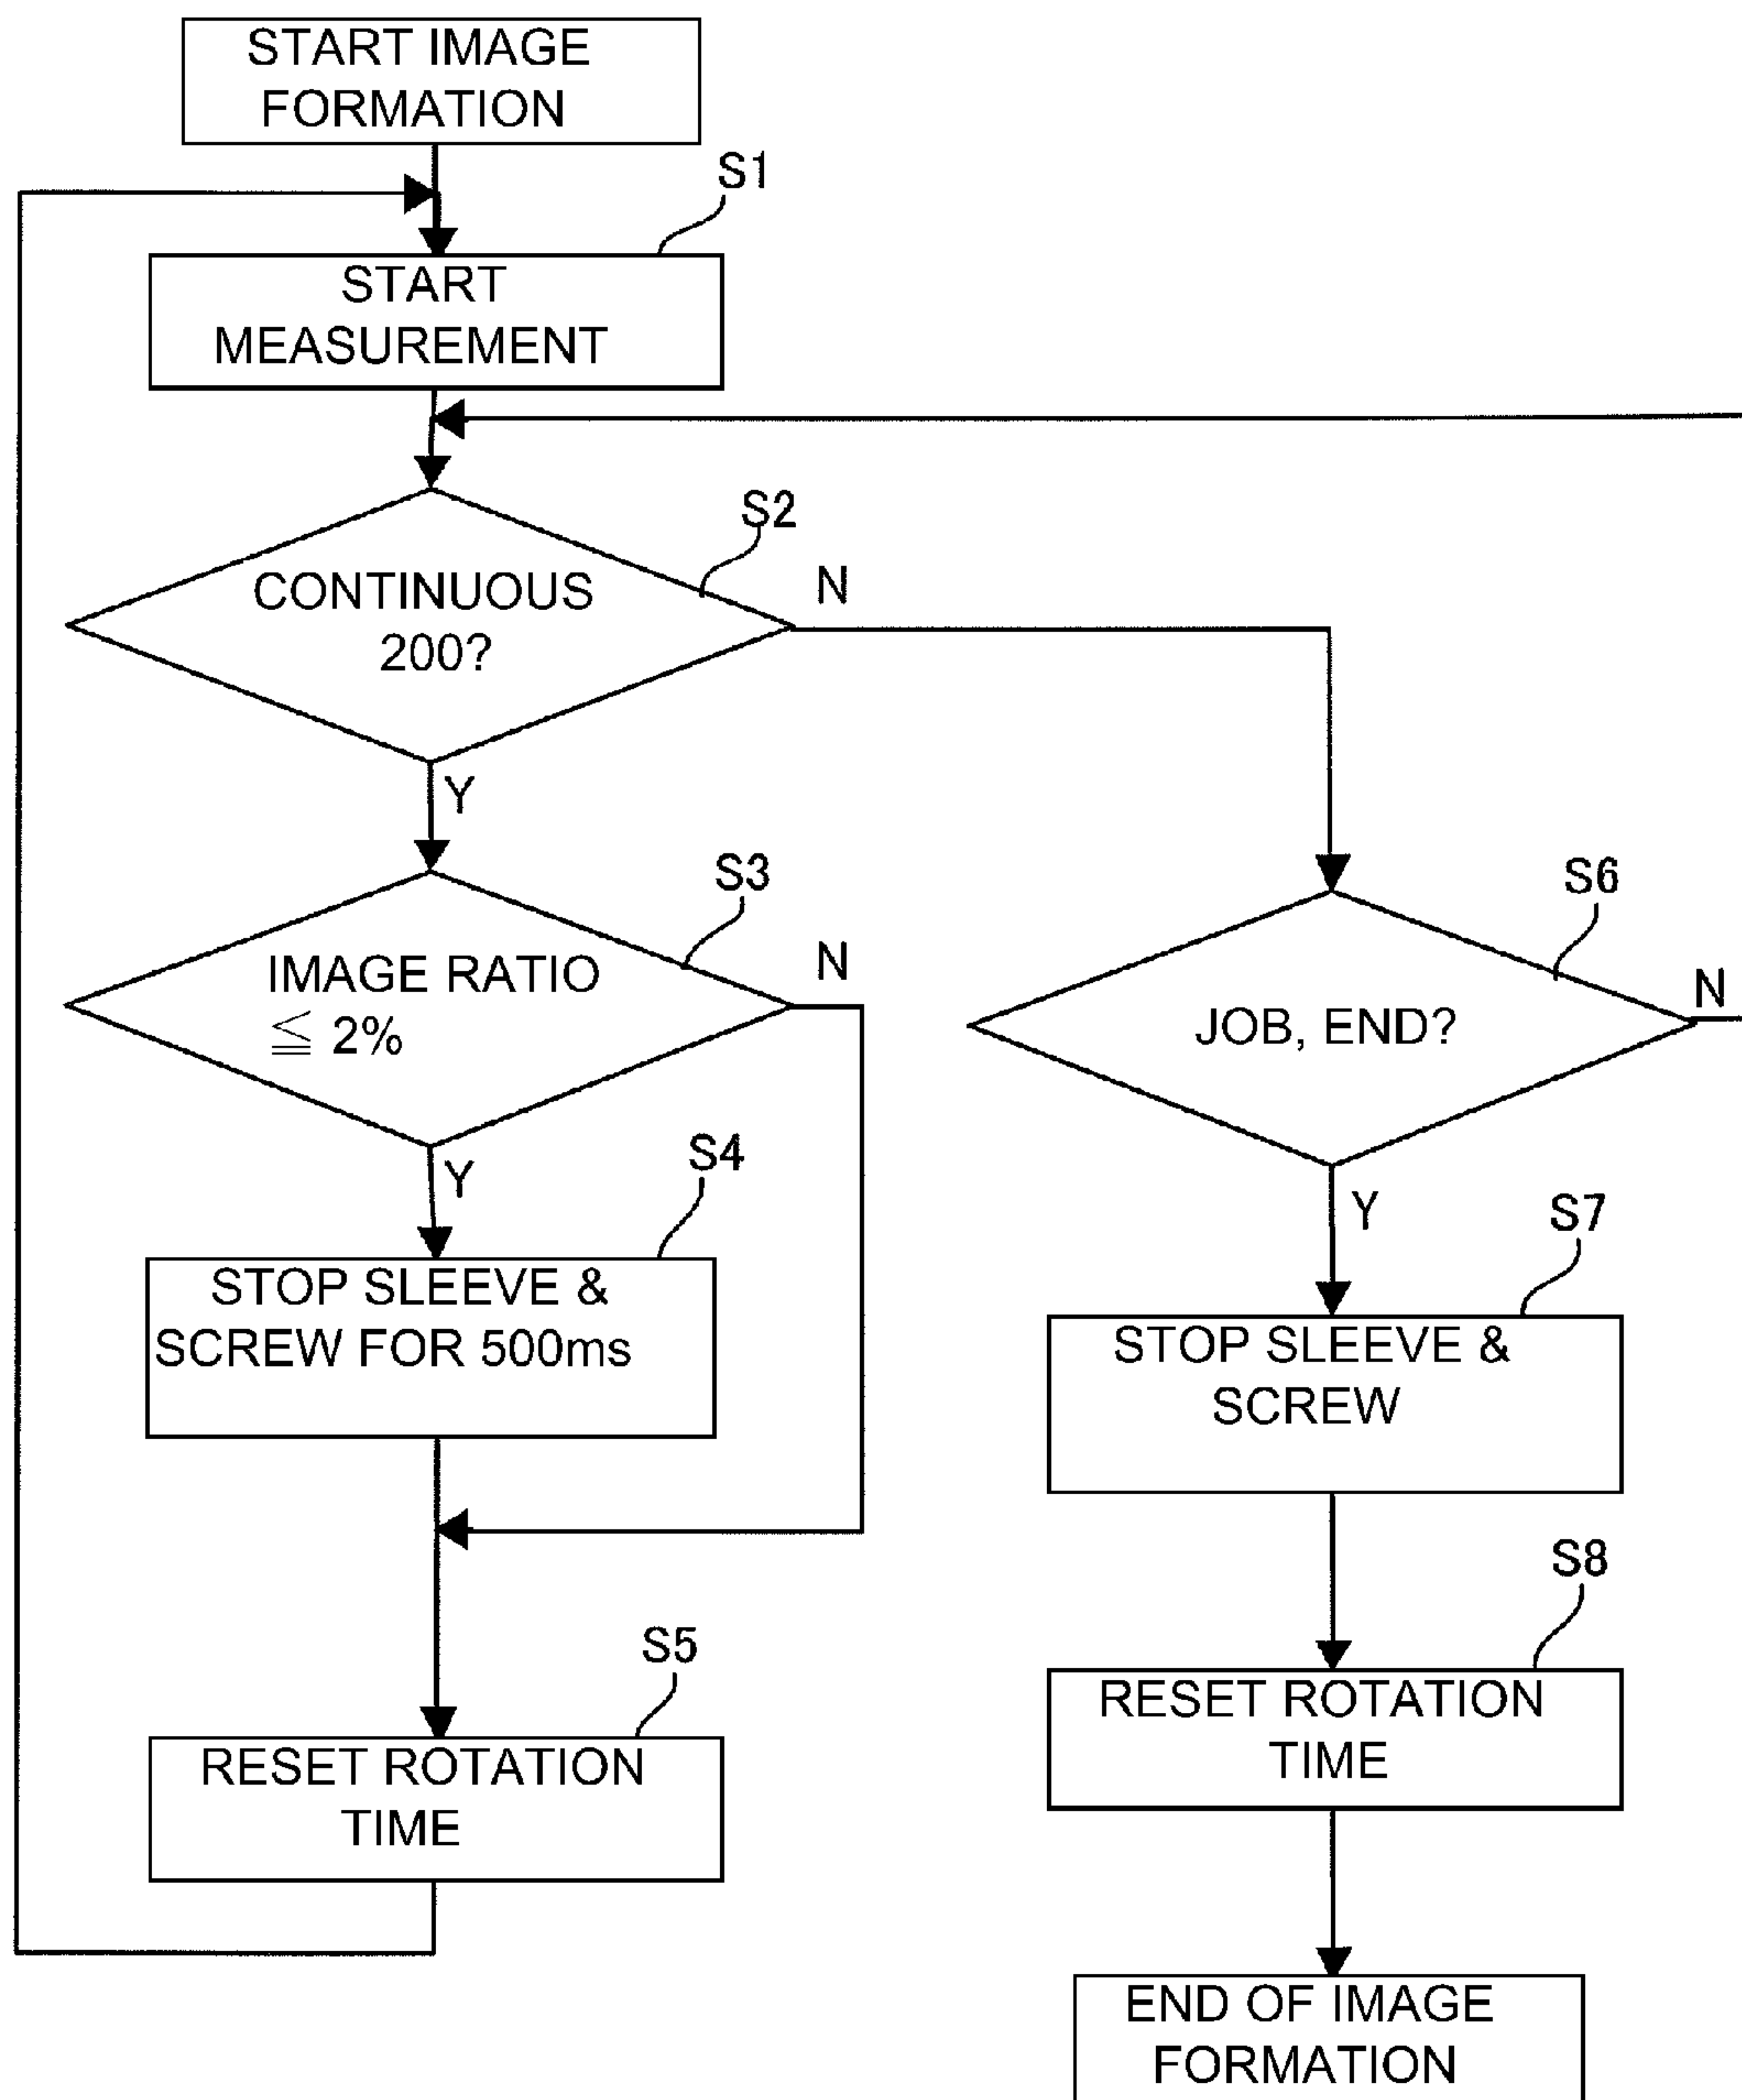 START IMAGE
FORMATION
S1
START
MEASUREMENT
S2
CONTINUOUS
200?
N
Y
S3
IMAGE RATIO
≦ 2%
N
Y
S4
STOP SLEEVE &
SCREW FOR 500ms
S5
RESET ROTATION
TIME
S6
JOB, END?
N
Y
S7
STOP SLEEVE &
SCREW
S8
RESET ROTATION
TIME
END OF IMAGE
FORMATION